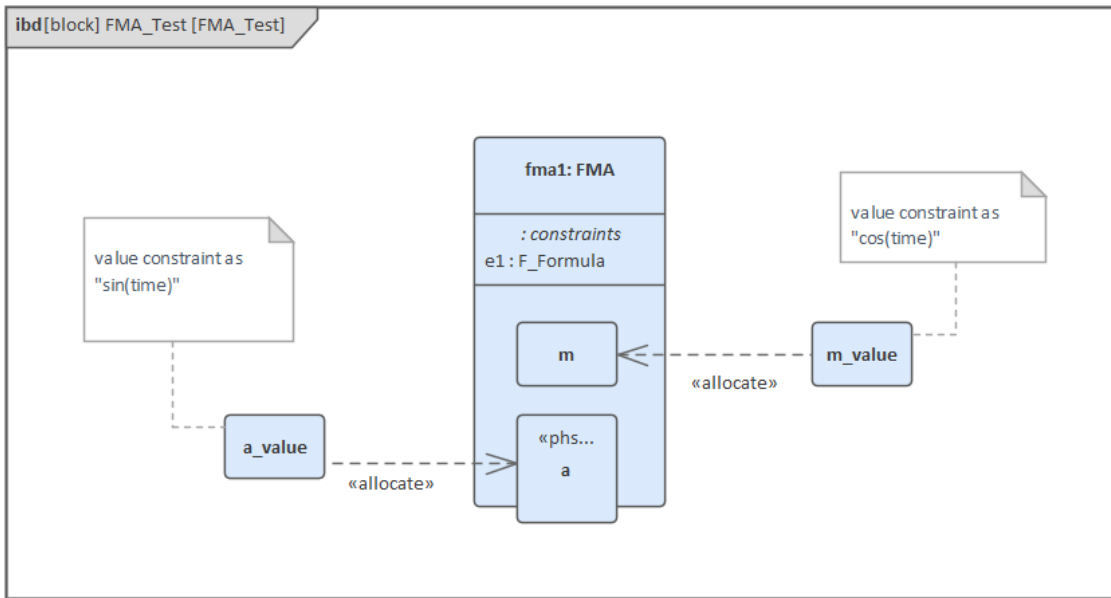 ibd [block] FMA_Test [FMA_Test]
fma1: FMA
: constraints
e1 : F_Formula
value constraint as
"cos(time)"
value constraint as
"sin(time)"
m
m_value
«allocate»
«phs...
a
a_value
«allocate»